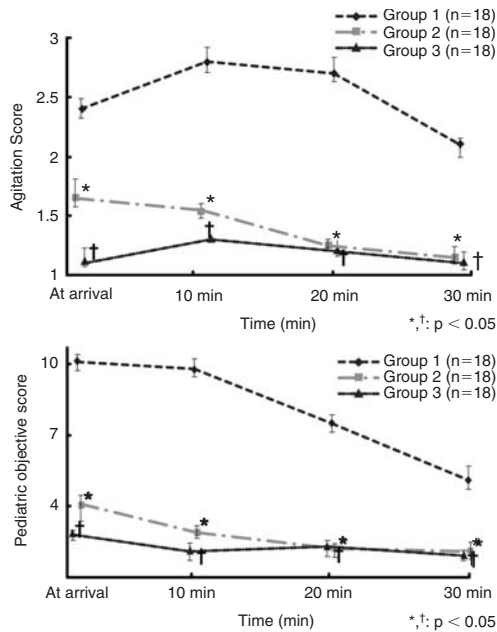 Group 1 (n=18)
Group 2 (n=18)
Group 3 (n=18)
3
2.5
2
1.5
1
Agitation Score
* * * *
† † † †
At arrival 10 min 20 min 30 min
Time (min)
*,†: p < 0.05
Group 1 (n=18)
Group 2 (n=18)
Group 3 (n=18)
10
7
4
Pediatric objective score
* * * *
† † † †
At arrival 10 min 20 min 30 min
Time (min)
*,†: p < 0.05